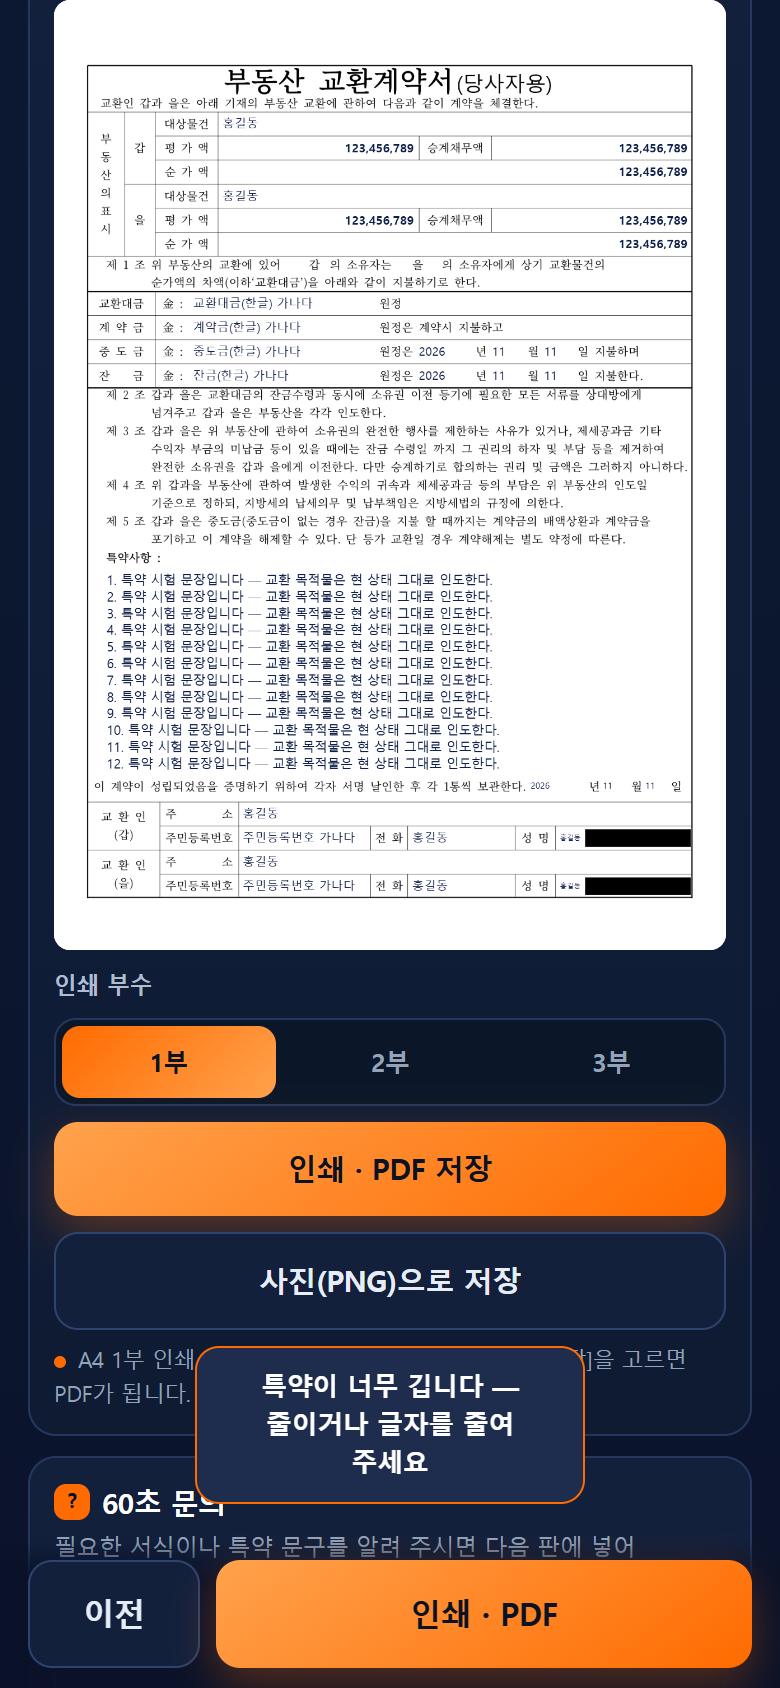 부동산 교환계약서(당사자용)
교환인 갑과 을은 아래 기재의 부동산 교환에 관하여 다음과 같이 계약을 체결한다.
부동산의표시 갑 대상물건 홍길동
평 가 액 123,456,789 승계채무액 123,456,789
순 가 액 123,456,789
을 대상물건 홍길동
평 가 액 123,456,789 승계채무액 123,456,789
순 가 액 123,456,789
제 1 조 위 부동산의 교환에 있어 갑 의 소유자는 을 의 소유자에게 상기 교환물건의
순가액의 차액(이하'교환대금')을 아래와 같이 지불하기로 한다.
교환대금 金 : 교환대금(한글) 가나다 원정
계 약 금 金 : 계약금(한글) 가나다 원정은 계약시 지불하고
중 도 금 金 : 중도금(한글) 가나다 원정은 2026 년 11 월 11 일 지불하며
잔 금 金 : 잔금(한글) 가나다 원정은 2026 년 11 월 11 일 지불한다.
제 2 조 갑과 을은 교환대금의 잔금수령과 동시에 소유권 이전 등기에 필요한 모든 서류를 상대방에게
넘겨주고 갑과 을은 부동산을 각각 인도한다.
제 3 조 갑과 을은 위 부동산에 관하여 소유권의 완전한 행사를 제한하는 사유가 있거나, 제세공과금 기타
수익자 부금의 미납금 등이 있을 때에는 잔금 수령일 까지 그 권리의 하자 및 부담 등을 제거하여
완전한 소유권을 갑과 을에게 이전한다. 다만 승계하기로 합의하는 권리 및 금액은 그러하지 아니하다.
제 4 조 위 갑과을 부동산에 관하여 발생한 수익의 귀속과 제세공과금 등의 부담은 위 부동산의 인도일
기준으로 정하되, 지방세의 납세의무 및 납부책임은 지방세법의 규정에 의한다.
제 5 조 갑과 을은 중도금(중도금이 없는 경우 잔금)을 지불 할 때까지는 계약금의 배액상환과 계약금을
포기하고 이 계약을 해제할 수 있다. 단 등가 교환일 경우 계약해제는 별도 약정에 따른다.
특약사항 :
1. 특약 시험 문장입니다 — 교환 목적물은 현 상태 그대로 인도한다.
2. 특약 시험 문장입니다 — 교환 목적물은 현 상태 그대로 인도한다.
3. 특약 시험 문장입니다 — 교환 목적물은 현 상태 그대로 인도한다.
4. 특약 시험 문장입니다 — 교환 목적물은 현 상태 그대로 인도한다.
5. 특약 시험 문장입니다 — 교환 목적물은 현 상태 그대로 인도한다.
6. 특약 시험 문장입니다 — 교환 목적물은 현 상태 그대로 인도한다.
7. 특약 시험 문장입니다 — 교환 목적물은 현 상태 그대로 인도한다.
8. 특약 시험 문장입니다 — 교환 목적물은 현 상태 그대로 인도한다.
9. 특약 시험 문장입니다 — 교환 목적물은 현 상태 그대로 인도한다.
10. 특약 시험 문장입니다 — 교환 목적물은 현 상태 그대로 인도한다.
11. 특약 시험 문장입니다 — 교환 목적물은 현 상태 그대로 인도한다.
12. 특약 시험 문장입니다 — 교환 목적물은 현 상태 그대로 인도한다.
이 계약이 성립되었음을 증명하기 위하여 각자 서명 날인한 후 각 1통씩 보관한다. 2026 년 11 월 11 일
교 환 인 (갑) 주 소 홍길동
주민등록번호 주민등록번호 가나다 전 화 홍길동 성 명 홍길동
교 환 인 (을) 주 소 홍길동
주민등록번호 주민등록번호 가나다 전 화 홍길동 성 명 홍길동
인쇄 부수
1부 2부 3부
인쇄 · PDF 저장
사진(PNG)으로 저장
A4 1부 인쇄 ]을 고르면
PDF가 됩니다.
특약이 너무 깁니다 —
줄이거나 글자를 줄여
주세요
? 60초 문의
필요한 서식이나 특약 문구를 알려 주시면 다음 판에 넣어
이전 인쇄 · PDF